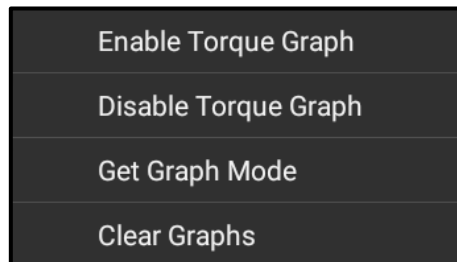 Enable Torque Graph
Disable Torque Graph
Get Graph Mode
Clear Graphs